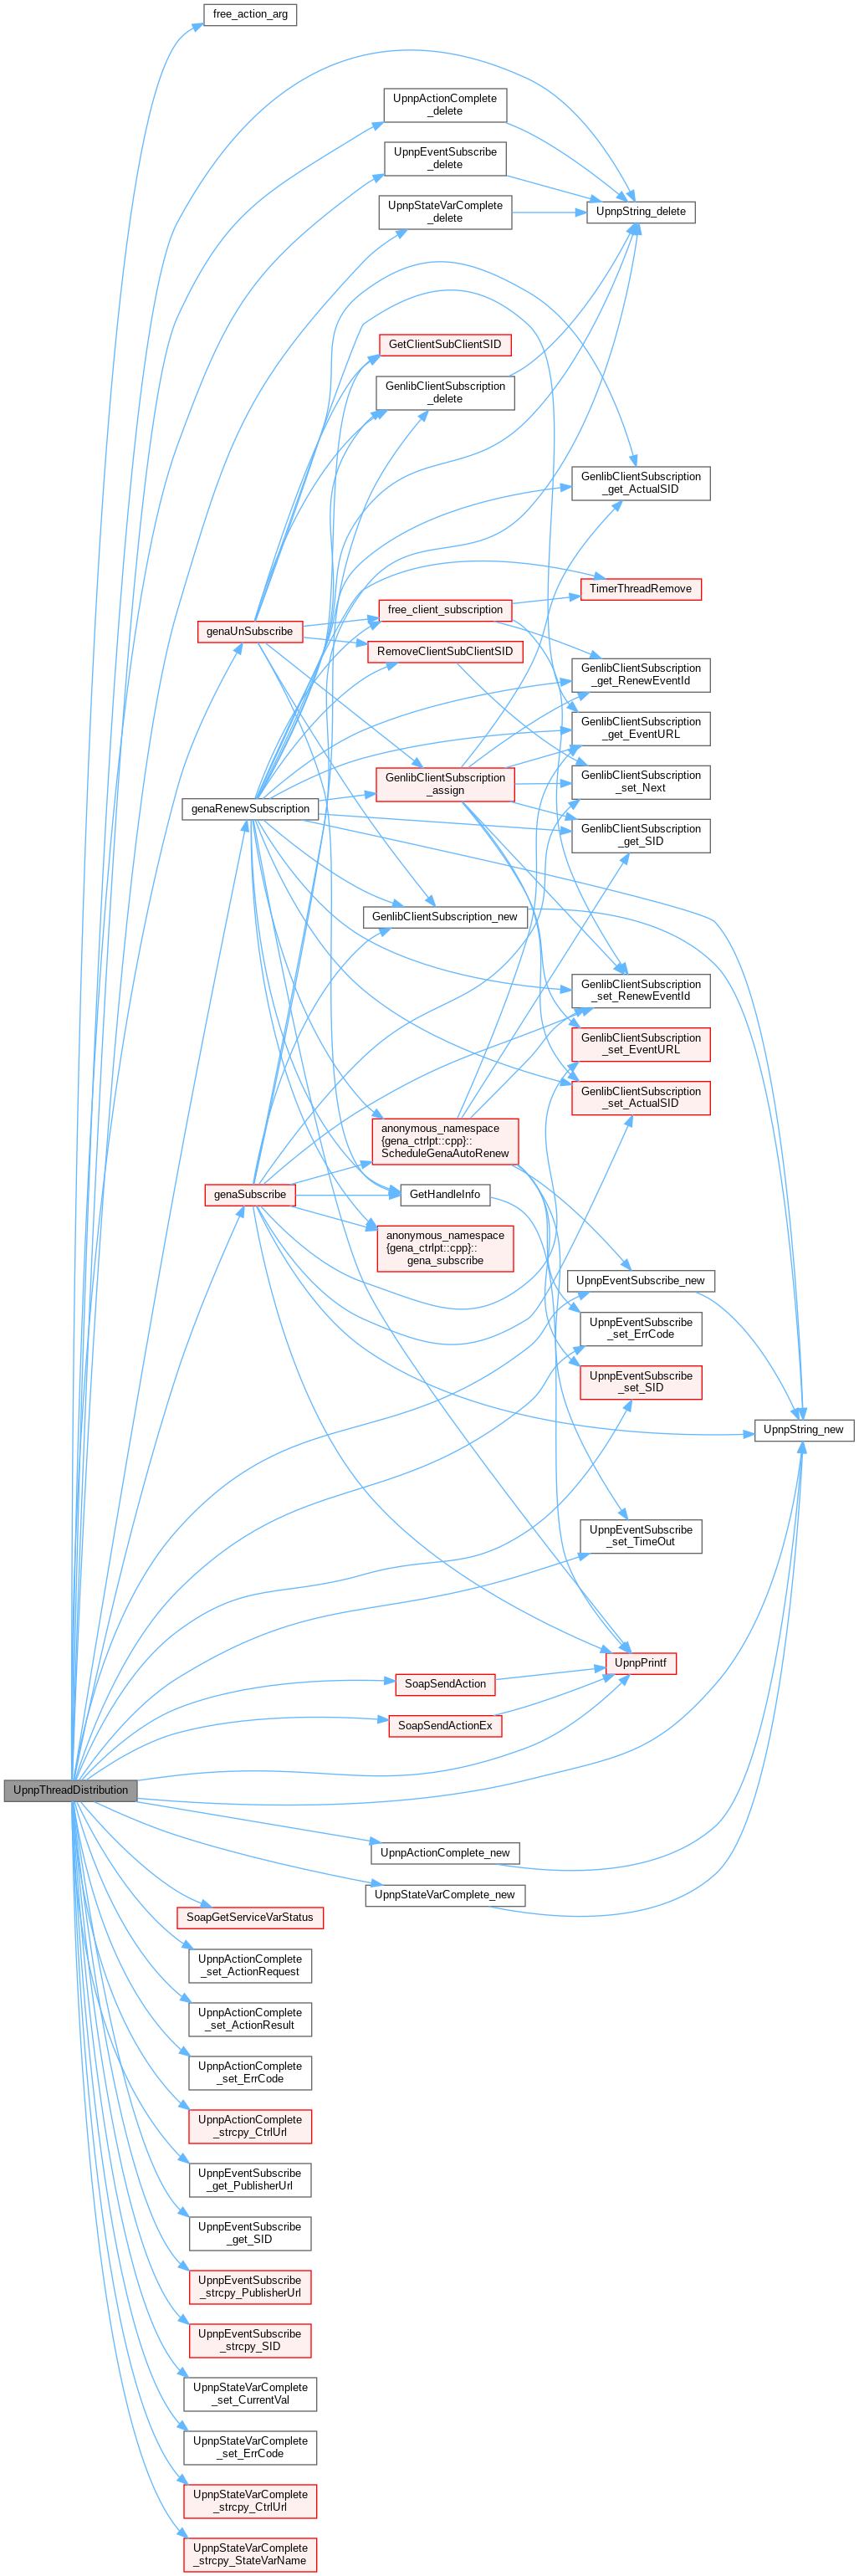 free_action_arg
UpnpActionComplete
_delete
UpnpEventSubscribe
_delete
UpnpStateVarComplete
_delete
UpnpString_delete
GetClientSubClientSID
GenlibClientSubscription
_delete
GenlibClientSubscription
_get_ActualSID
TimerThreadRemove
free_client_subscription
genaUnSubscribe
RemoveClientSubClientSID
GenlibClientSubscription
_get_RenewEventId
GenlibClientSubscription
_get_EventURL
GenlibClientSubscription
_set_Next
GenlibClientSubscription
_assign
genaRenewSubscription
GenlibClientSubscription
_get_SID
GenlibClientSubscription_new
GenlibClientSubscription
_set_RenewEventId
GenlibClientSubscription
_set_EventURL
GenlibClientSubscription
_set_ActualSID
anonymous_namespace
{gena_ctrlpt::cpp}::
ScheduleGenaAutoRenew
genaSubscribe
GetHandleInfo
anonymous_namespace
{gena_ctrlpt::cpp}::
gena_subscribe
UpnpEventSubscribe_new
UpnpEventSubscribe
_set_ErrCode
UpnpEventSubscribe
_set_SID
UpnpString_new
UpnpEventSubscribe
_set_TimeOut
UpnpPrintf
SoapSendAction
SoapSendActionEx
UpnpThreadDistribution
UpnpActionComplete_new
UpnpStateVarComplete_new
SoapGetServiceVarStatus
UpnpActionComplete
_set_ActionRequest
UpnpActionComplete
_set_ActionResult
UpnpActionComplete
_set_ErrCode
UpnpActionComplete
_strcpy_CtrlUrl
UpnpEventSubscribe
_get_PublisherUrl
UpnpEventSubscribe
_get_SID
UpnpEventSubscribe
_strcpy_PublisherUrl
UpnpEventSubscribe
_strcpy_SID
UpnpStateVarComplete
_set_CurrentVal
UpnpStateVarComplete
_set_ErrCode
UpnpStateVarComplete
_strcpy_CtrlUrl
UpnpStateVarComplete
_strcpy_StateVarName